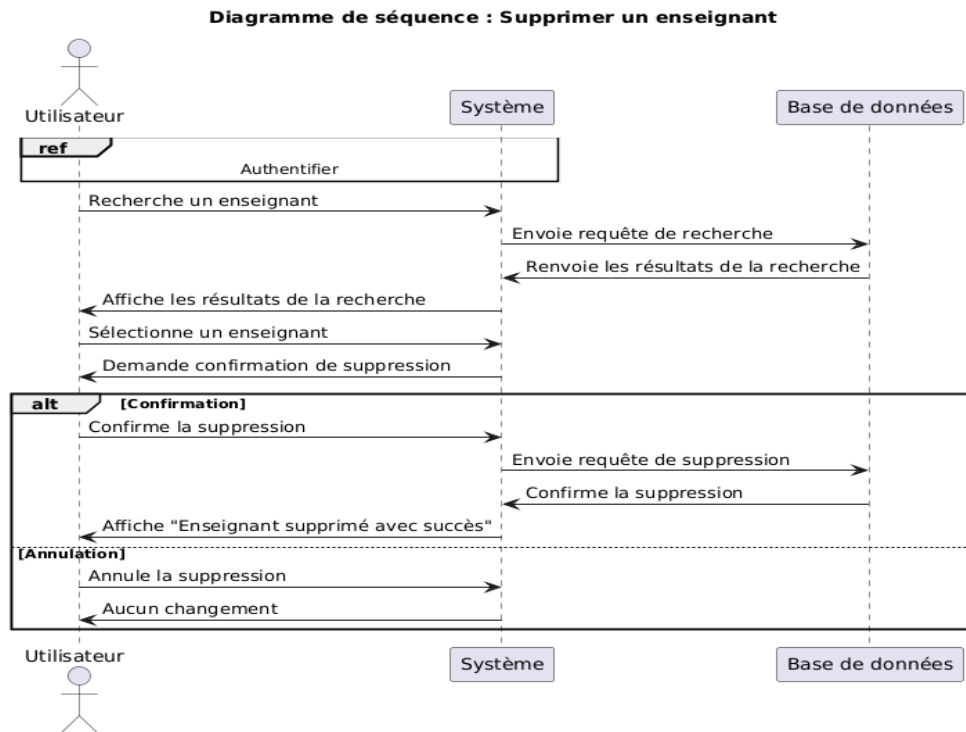 Diagramme de séquence : Supprimer un enseignant
Utilisateur
Système
Base de données
ref
Authentifier
Recherche un enseignant
Envoie requête de recherche
Renvoie les résultats de la recherche
Affiche les résultats de la recherche
Sélectionne un enseignant
Demande confirmation de suppression
alt [Confirmation]
Confirme la suppression
Envoie requête de suppression
Confirme la suppression
Affiche "Enseignant supprimé avec succès"
[Annulation]
Annule la suppression
Aucun changement
Utilisateur
Système
Base de données